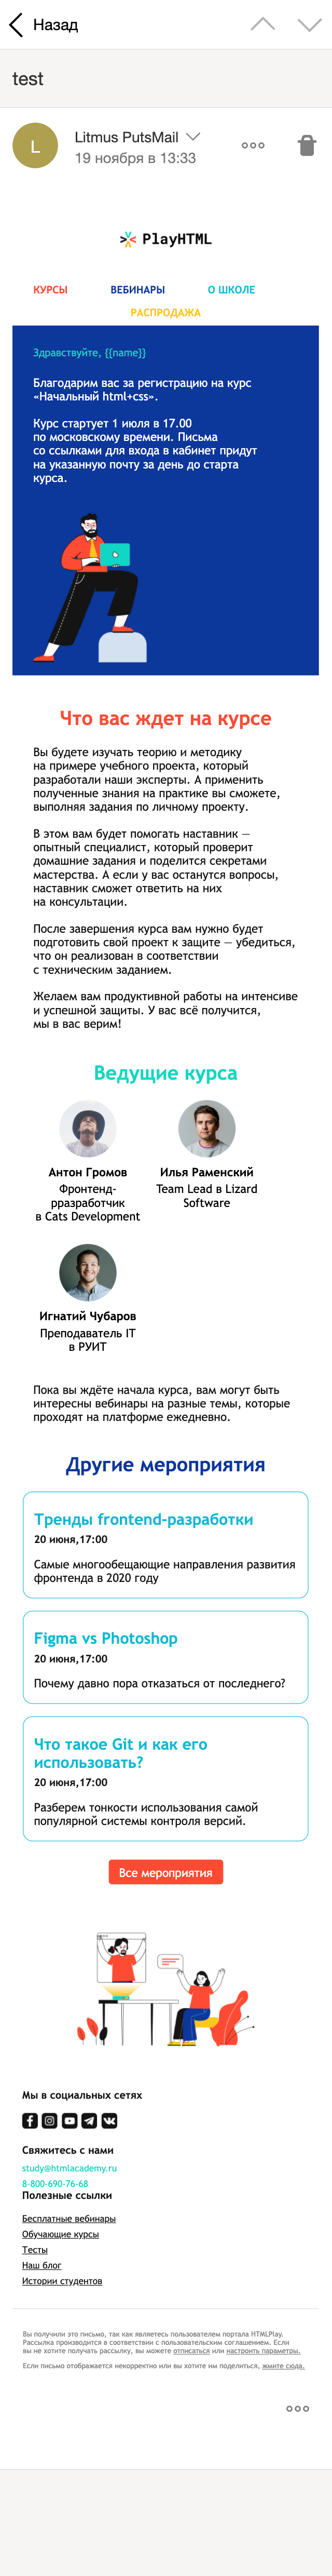 Назад
test
L
Litmus PutsMail
19 ноября в 13:33
PlayHTML
КУРСЫ ВЕБИНАРЫ О ШКОЛЕ
РАСПРОДАЖА
Здравствуйте, {{name}}
Благодарим вас за регистрацию на курс
«Начальный html+css».
Курс стартует 1 июля в 17.00
по московскому времени. Письма
со ссылками для входа в кабинет придут
на указанную почту за день до старта
курса.
Что вас ждет на курсе
Вы будете изучать теорию и методику
на примере учебного проекта, который
разработали наши эксперты. А применить
полученные знания на практике вы сможете,
выполняя задания по личному проекту.
В этом вам будет помогать наставник —
опытный специалист, который проверит
домашние задания и поделится секретами
мастерства. А если у вас останутся вопросы,
наставник сможет ответить на них
на консультации.
После завершения курса вам нужно будет
подготовить свой проект к защите — убедиться,
что он реализован в соответствии
с техническим заданием.
Желаем вам продуктивной работы на интенсиве
и успешной защиты. У вас всё получится,
мы в вас верим!
Ведущие курса
Антон Громов
Фронтенд-
рразработчик
в Cats Development
Илья Раменский
Team Lead в Lizard
Software
Игнатий Чубаров
Преподаватель IT
в РУИТ
Пока вы ждёте начала курса, вам могут быть
интересны вебинары на разные темы, которые
проходят на платформе ежедневно.
Другие мероприятия
Тренды frontend-разработки
20 июня,17:00
Самые многообещающие направления развития
фронтенда в 2020 году
Figma vs Photoshop
20 июня,17:00
Почему давно пора отказаться от последнего?
Что такое Git и как его
использовать?
20 июня,17:00
Разберем тонкости использования самой
популярной системы контроля версий.
Все мероприятия
Мы в социальных сетях
Свяжитесь с нами
study@htmlacademy.ru
8-800-690-76-68
Полезные ссылки
Бесплатные вебинары
Обучающие курсы
Тесты
Наш блог
Истории студентов
Вы получили это письмо, так как являетесь пользователем портала HTMLPlay.
Рассылка производится в соответствии с пользовательским соглашением. Если
вы не хотите получать рассылку, вы можете отписаться или настроить параметры.
Если письмо отображается некорректно или вы хотите им поделиться, жмите сюда.